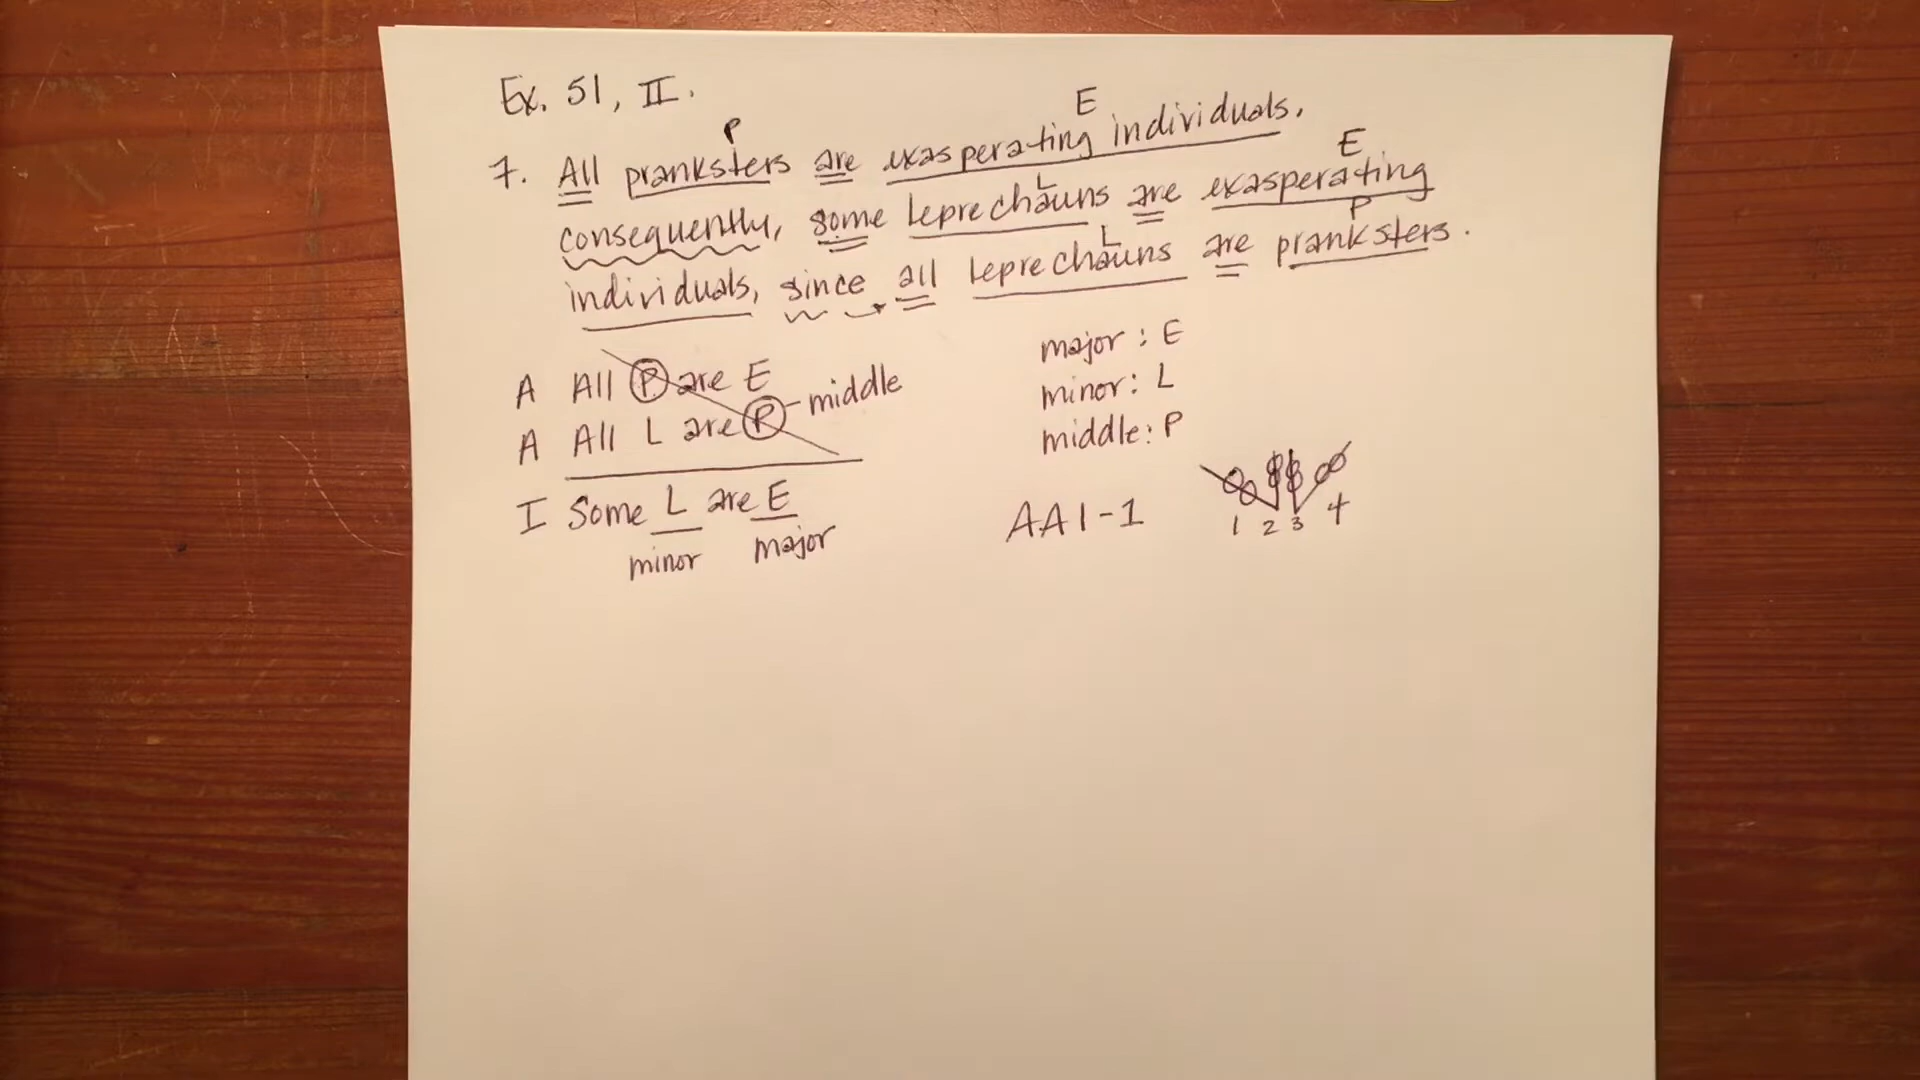 Ex. 51, II.
P E
7. All pranksters are exasperating individuals.
L E
consequently, some leprechauns are exasperating
L P
individuals, since all leprechauns are pranksters.
A All P are E
A All L are P - middle
I Some L are E
minor major
major : E
minor: L
middle: P
AAI-1
1 2 3 4